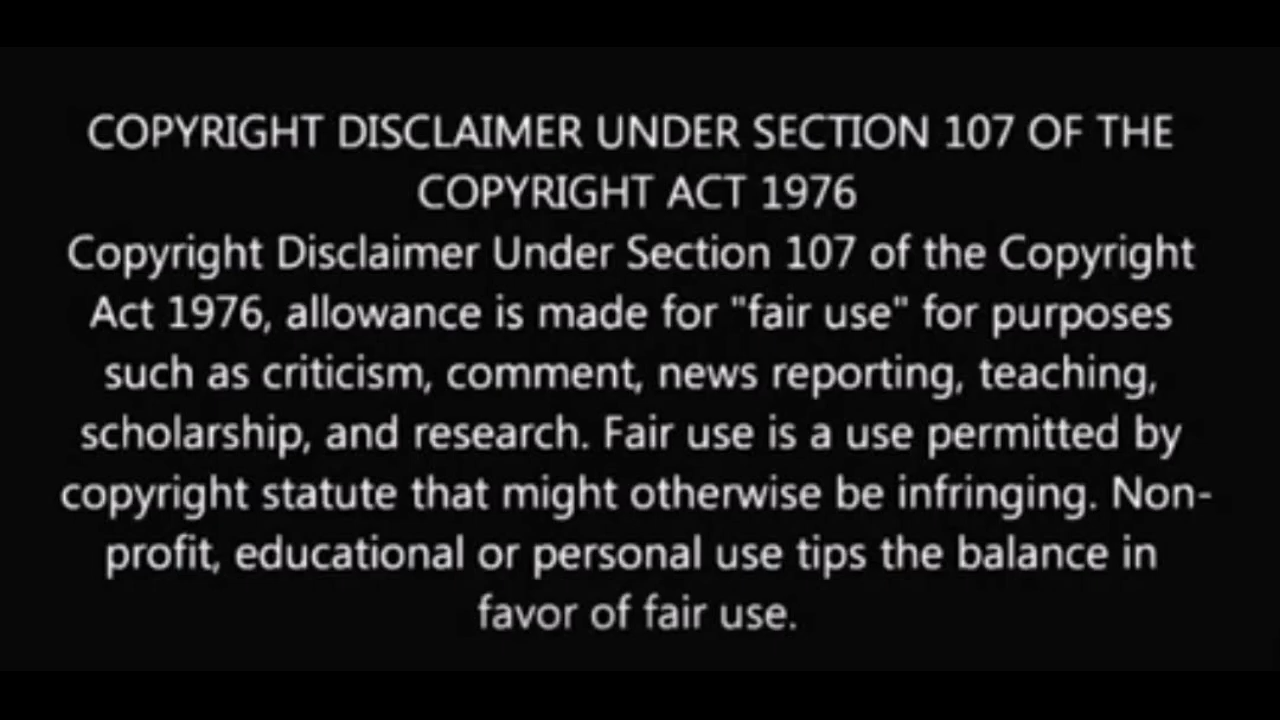 COPYRIGHT DISCLAIMER UNDER SECTION 107 OF THE
COPYRIGHT ACT 1976
Copyright Disclaimer Under Section 107 of the Copyright
Act 1976, allowance is made for "fair use" for purposes
such as criticism, comment, news reporting, teaching,
scholarship, and research. Fair use is a use permitted by
copyright statute that might otherwise be infringing. Non-
profit, educational or personal use tips the balance in
favor of fair use.